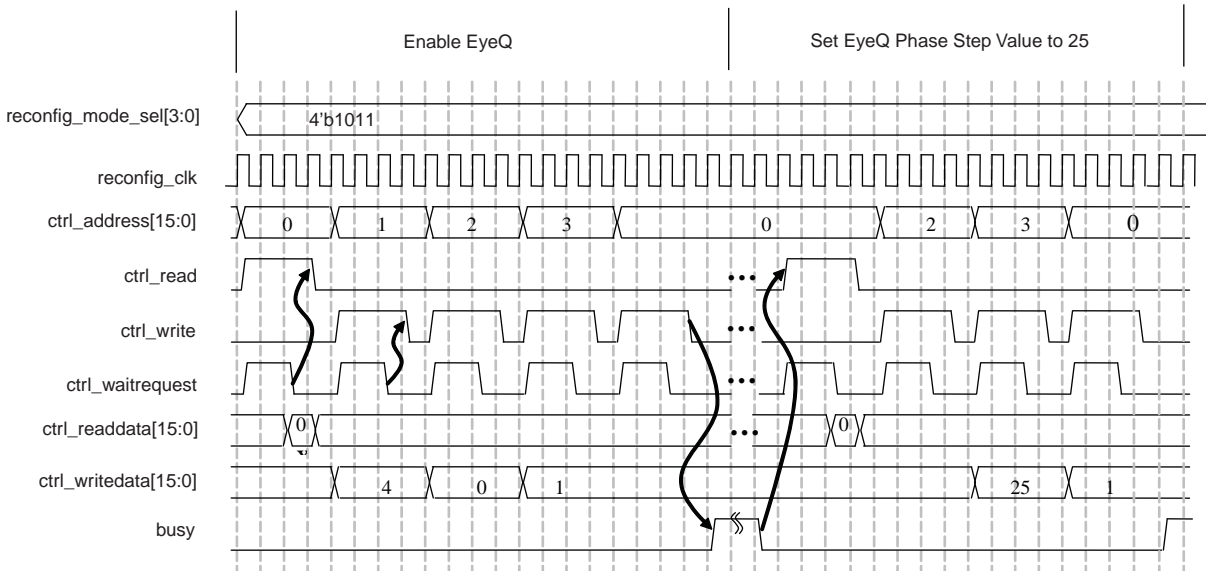 Enable EyeQ Set EyeQ Phase Step Value to 25
reconfig_mode_sel[3:0] 4'b1011
reconfig_clk
ctrl_address[15:0] 0 1 2 3 0 2 3 0
ctrl_read •••
ctrl_write •••
ctrl_waitrequest •••
ctrl_readdata[15:0] 0 ••• 0
ctrl_writedata[15:0] 4 0 1 25 1
busy